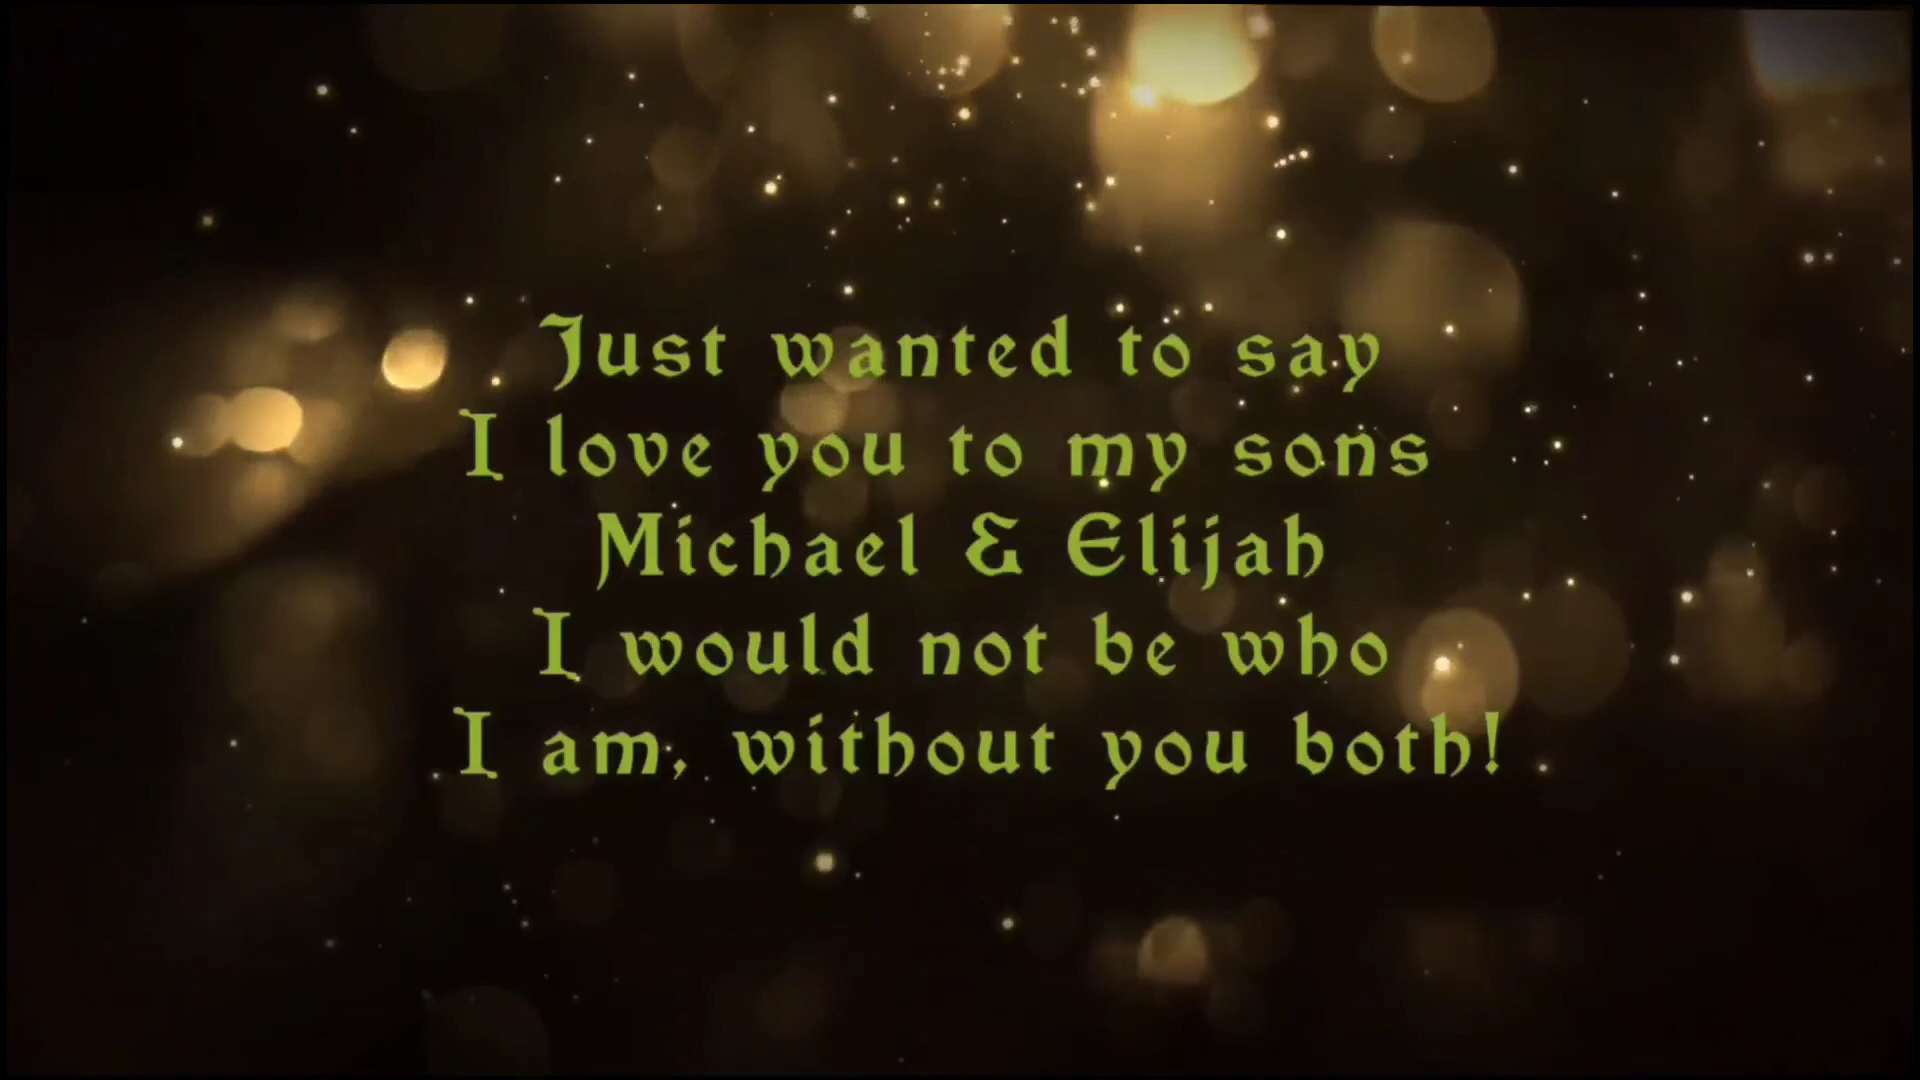 Just wanted to say
I love you to my sons
Michael & Elijah
I would not be who
I am, without you both!